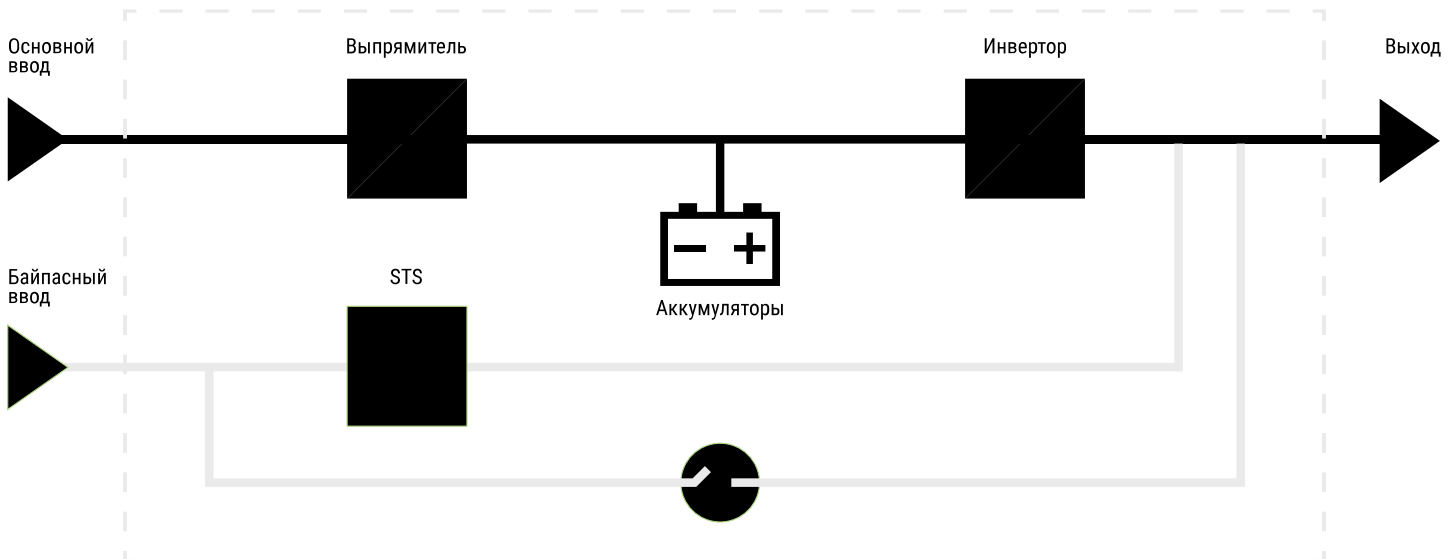 Основной
ввод
Выпрямитель
Инвертор
Выход
Байпасный
ввод
STS
Аккумуляторы